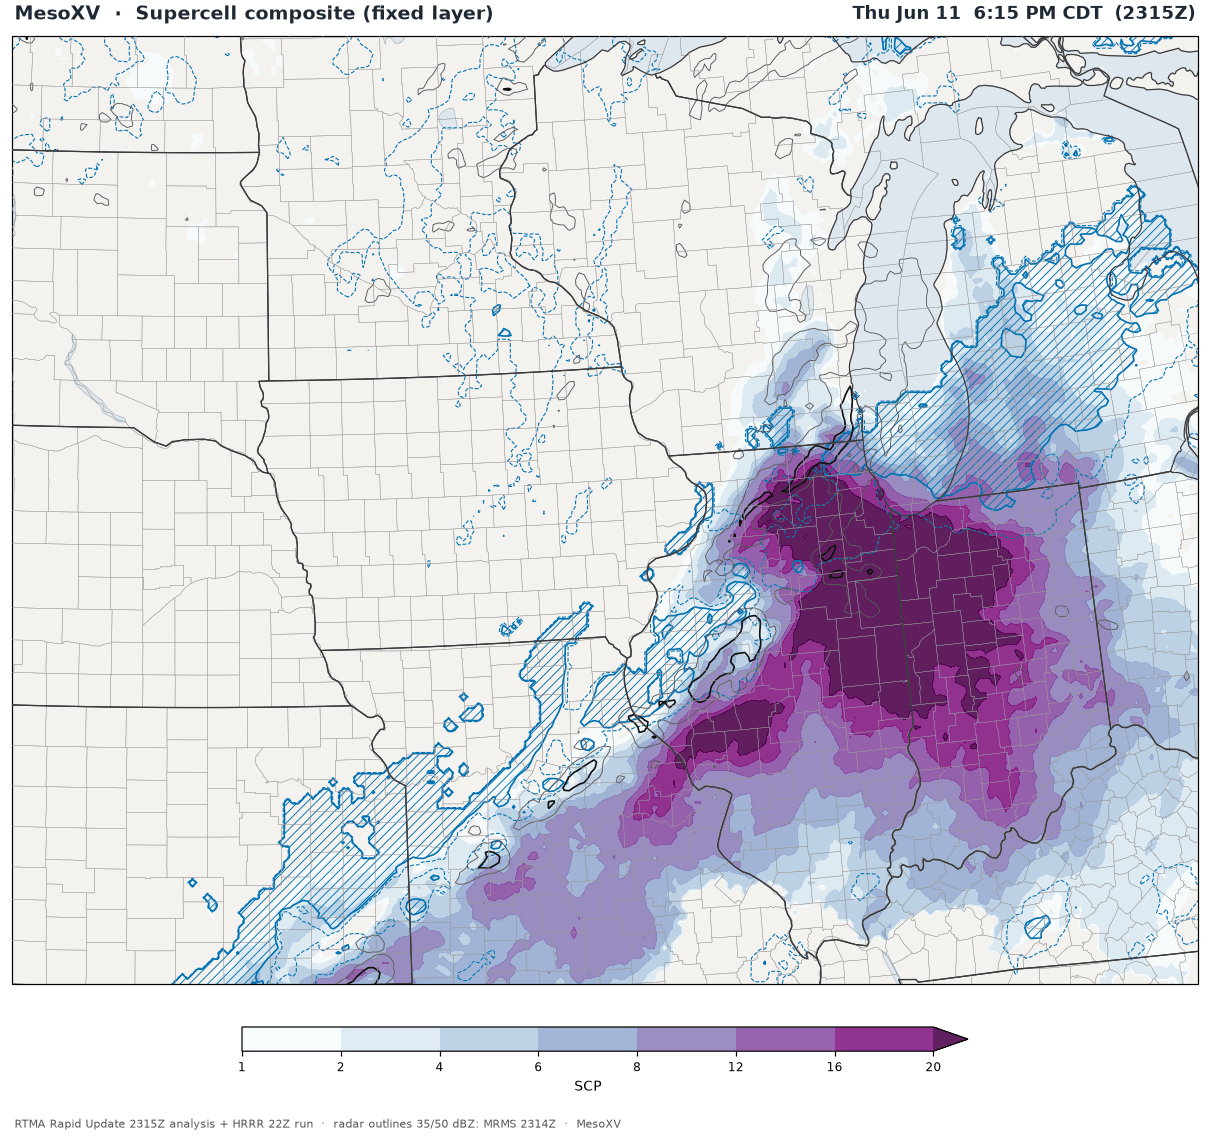 MesoXV · Supercell composite (fixed layer)
Thu Jun 11 6:15 PM CDT (2315Z)
1 2 4 6 8 12 16 20
SCP
RTMA Rapid Update 2315Z analysis + HRRR 22Z run · radar outlines 35/50 dBZ: MRMS 2314Z · MesoXV